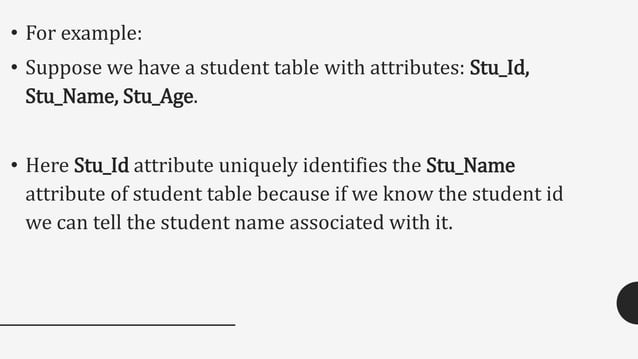 • For example:
• Suppose we have a student table with attributes: Stu_Id,
Stu_Name, Stu_Age.
• Here Stu_Id attribute uniquely identifies the Stu_Name
attribute of student table because if we know the student id
we can tell the student name associated with it.